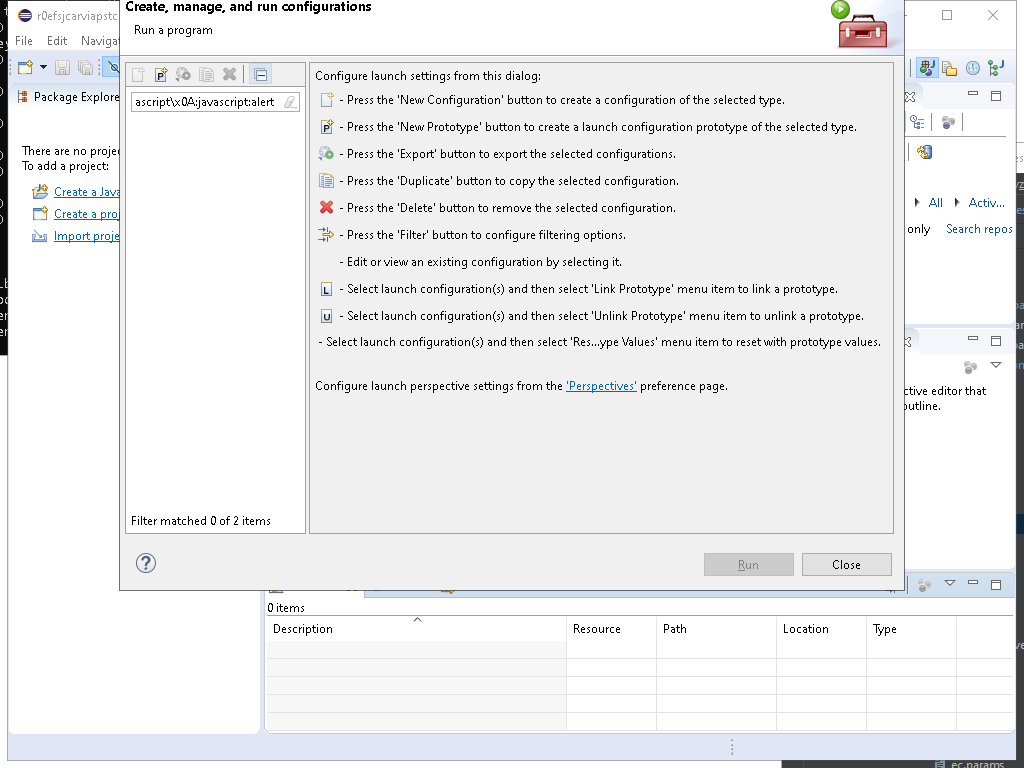 Create, manage, and run configurations
r0efsjcarviapstc
Run a program
File Edit Navigat
Package Explore
ascript\x0A:javascript:alert
Configure launch settings from this dialog:
- Press the 'New Configuration' button to create a configuration of the selected type.
- Press the 'New Prototype' button to create a launch configuration prototype of the selected type.
- Press the 'Export' button to export the selected configurations.
- Press the 'Duplicate' button to copy the selected configuration.
- Press the 'Delete' button to remove the selected configuration.
- Press the 'Filter' button to configure filtering options.
- Edit or view an existing configuration by selecting it.
L - Select launch configuration(s) and then select 'Link Prototype' menu item to link a prototype.
U - Select launch configuration(s) and then select 'Unlink Prototype' menu item to unlink a prototype.
- Select launch configuration(s) and then select 'Res...ype Values' menu item to reset with prototype values.
Configure launch perspective settings from the 'Perspectives' preference page.
There are no projec
To add a project:
Create a Java
Create a proj
Import proje
Filter matched 0 of 2 items
All Activ...
only Search repos
ctive editor that
outline.
Run Close
0 items
Description Resource Path Location Type
ec.params